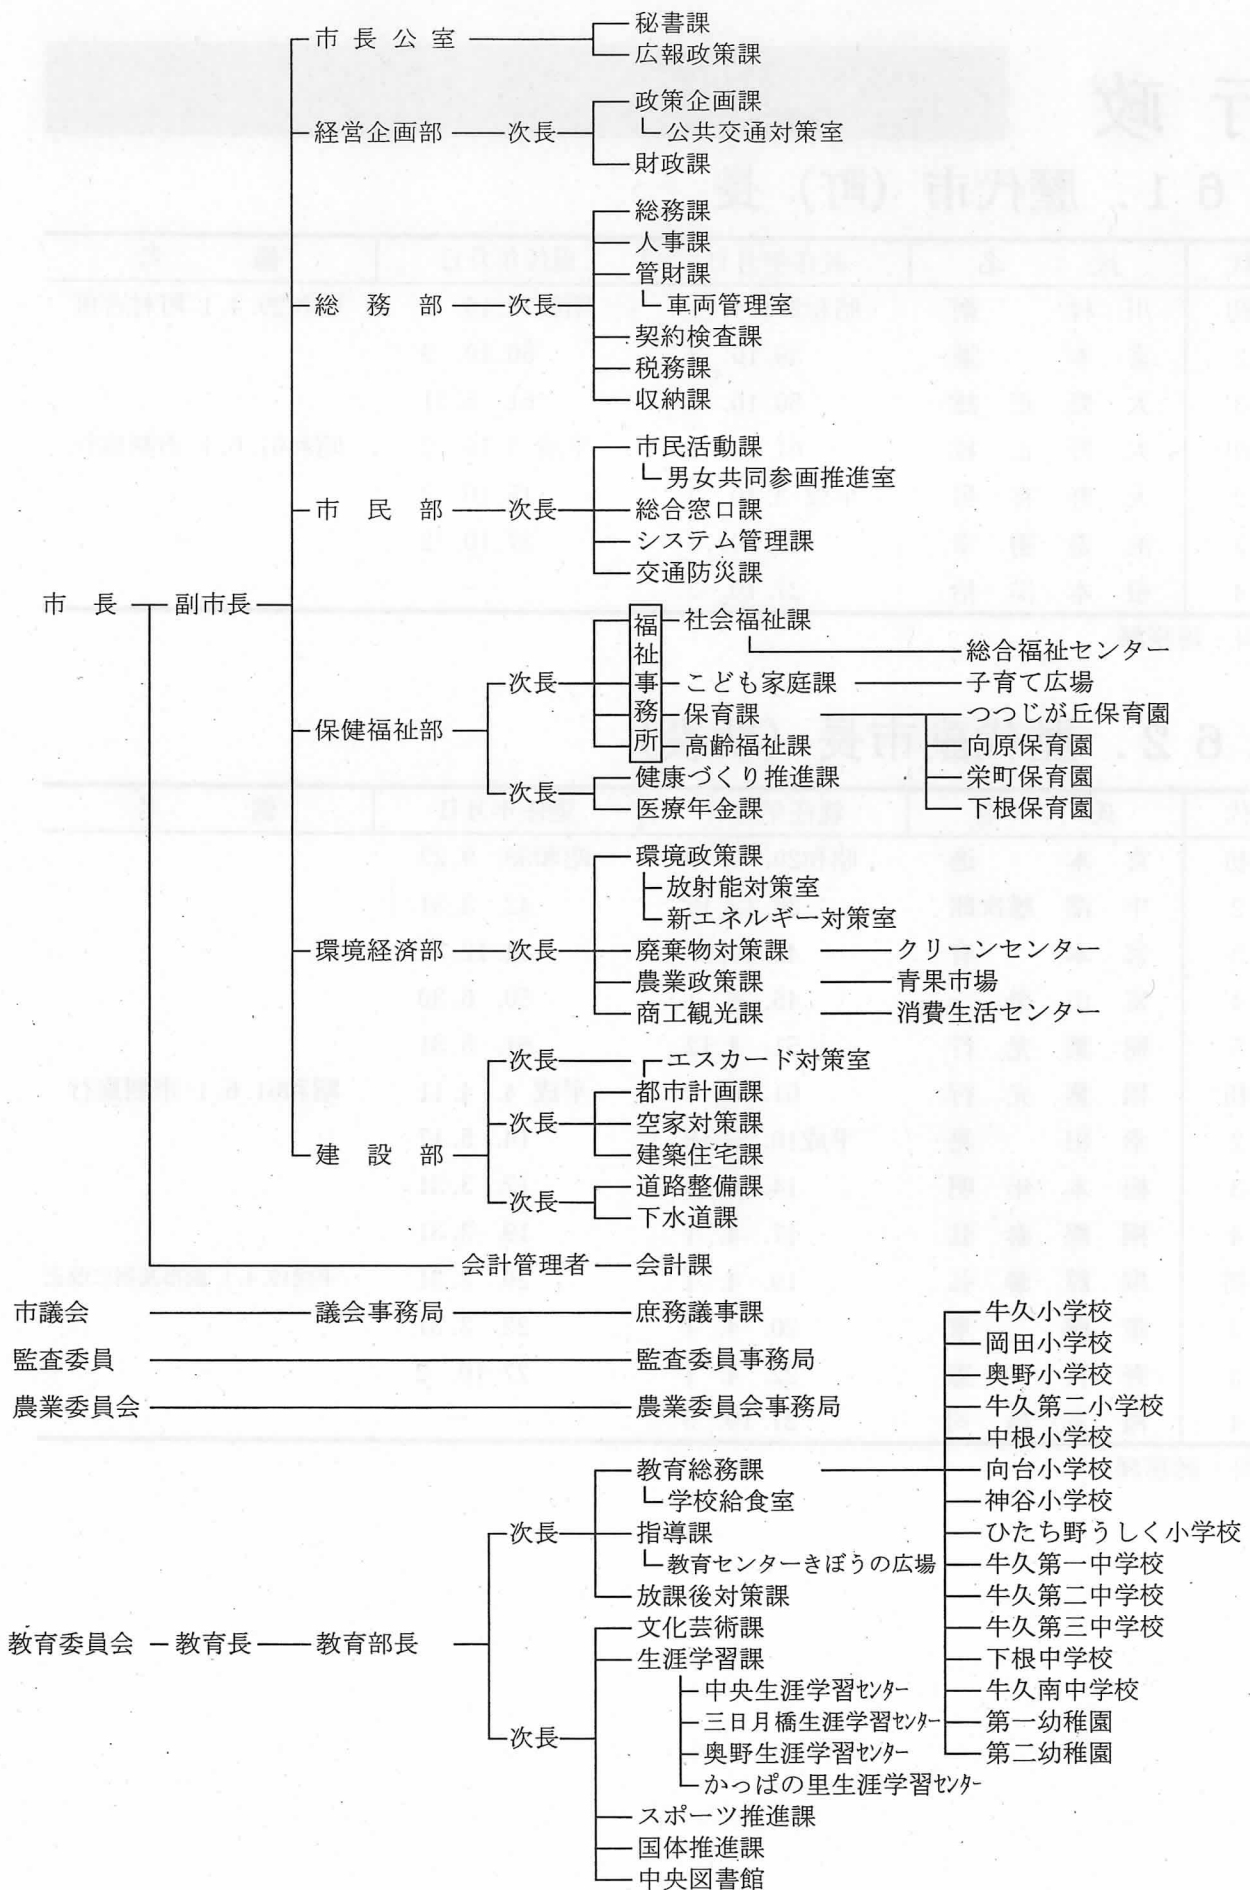 市長公室
秘書課
広報政策課
経営企画部 次長
政策企画課
公共交通対策室
財政課
総務部 次長
総務課
人事課
管財課
車両管理室
契約検査課
税務課
収納課
市民部 次長
市民活動課
男女共同参画推進室
総合窓口課
システム管理課
交通防災課
市長 副市長
保健福祉部
次長
福祉事務所
社会福祉課
総合福祉センター
こども家庭課 子育て広場
保育課 つつじが丘保育園
高齢福祉課 向原保育園
次長
健康づくり推進課 栄町保育園
医療年金課 下根保育園
環境経済部 次長
環境政策課
放射能対策室
新エネルギー対策室
廃棄物対策課 クリーンセンター
農業政策課 青果市場
商工観光課 消費生活センター
建設部
次長 エスカード対策室
都市計画課
次長 空家対策課
建築住宅課
次長
道路整備課
下水道課
会計管理者 会計課
市議会 議会事務局 庶務議事課
監査委員 監査委員事務局
農業委員会 農業委員会事務局
教育委員会 教育長 教育部長
次長
教育総務課
学校給食室
指導課
教育センターきぼうの広場
放課後対策課
次長
文化芸術課
生涯学習課
中央生涯学習センター
三日月橋生涯学習センター
奥野生涯学習センター
かっぱの里生涯学習センター
スポーツ推進課
国体推進課
中央図書館
牛久小学校
岡田小学校
奥野小学校
牛久第二小学校
中根小学校
向台小学校
神谷小学校
ひたち野うしく小学校
牛久第一中学校
牛久第二中学校
牛久第三中学校
下根中学校
牛久南中学校
第一幼稚園
第二幼稚園
行政
61．歴代市（町）長